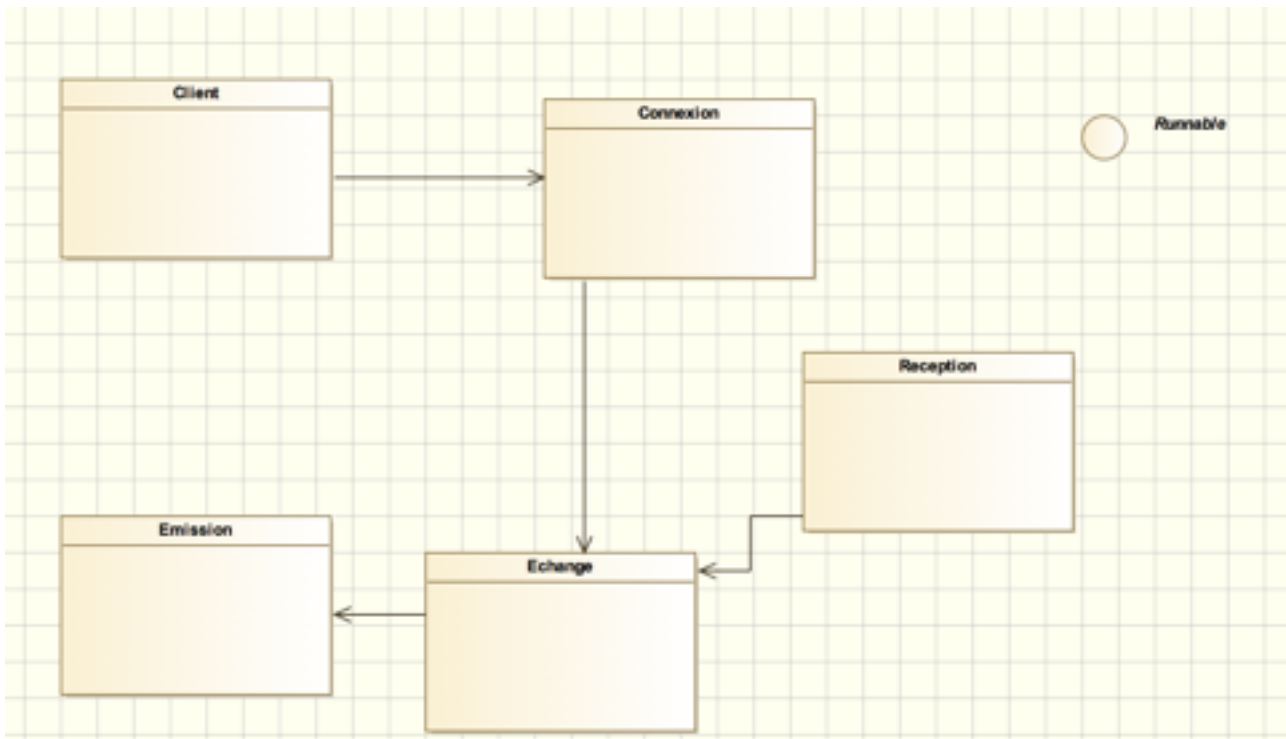 Client
Connexion
Runnable
Reception
Emission
Echange